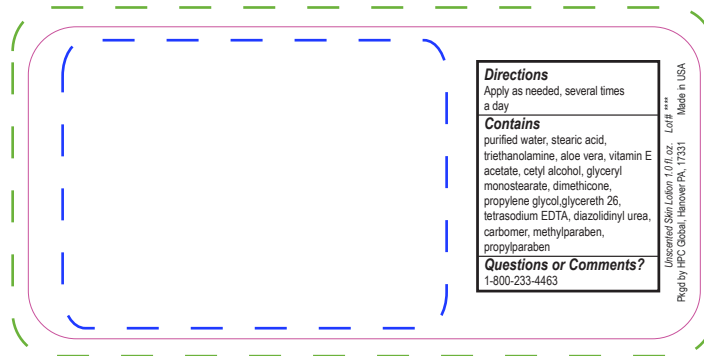 Directions
Apply as needed, several times
a day
Contains
purified water, stearic acid,
triethanolamine, aloe vera, vitamin E
acetate, cetyl alcohol, glyceryl
monostearate, dimethicone,
propylene glycol,glycereth 26,
tetrasodium EDTA, diazolidinyl urea,
carbomer, methylparaben,
propylparaben
Questions or Comments?
1-800-233-4463
Unscented Skin Lotion 1.0 fl. oz. Lot# ****
Pkgd by HPC Global, Hanover PA, 17331 Made in USA